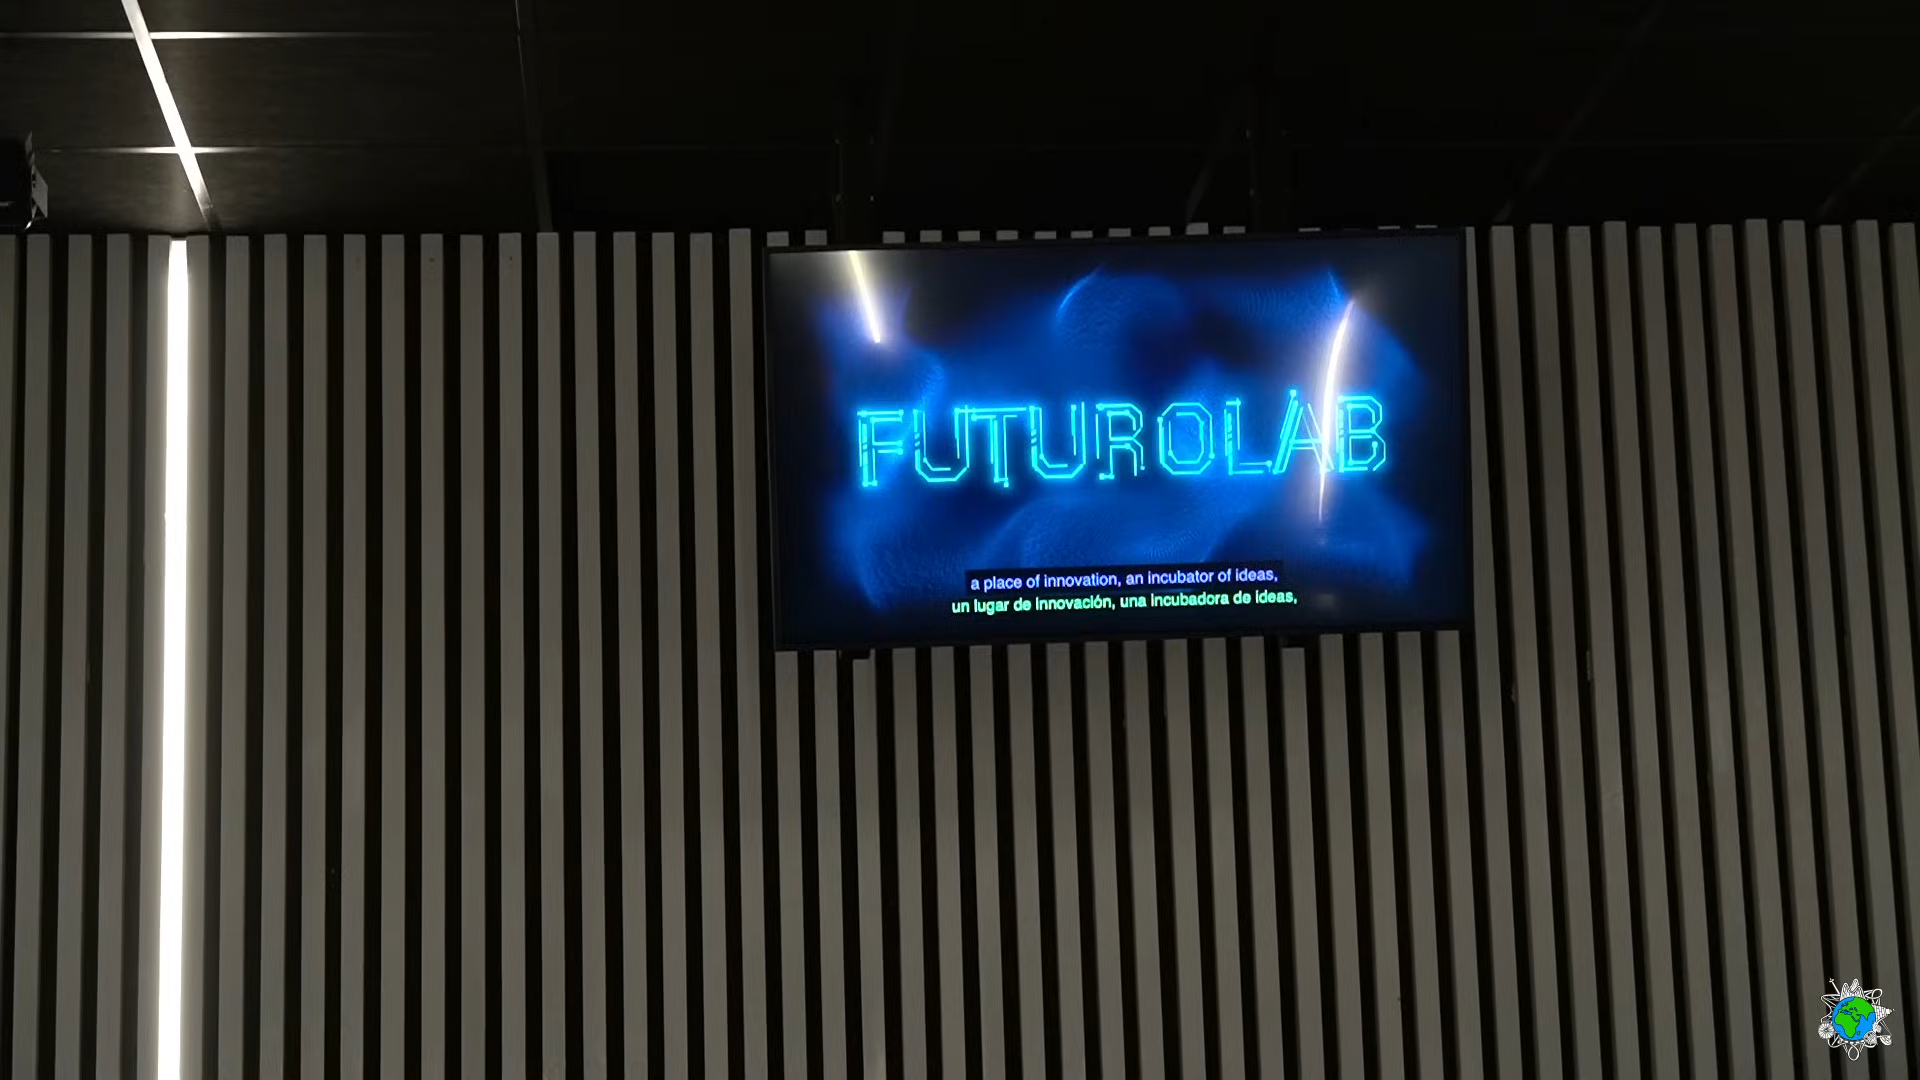 FUTUROLAB
a place of innovation, an incubator of ideas,
un lugar de innovación, una incubadora de ideas,